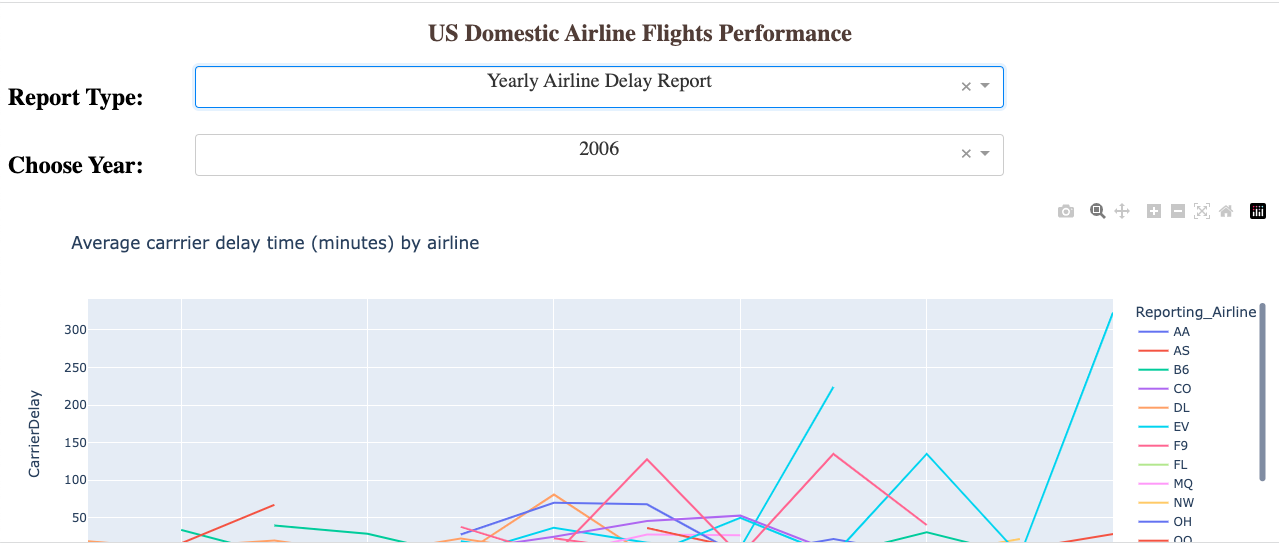 US Domestic Airline Flights Performance
Report Type:
Yearly Airline Delay Report
Choose Year:
2006
Average carrrier delay time (minutes) by airline
CarrierDelay
300
250
200
150
100
50
Reporting_Airline
AA
AS
B6
CO
DL
EV
F9
FL
MQ
NW
OH
OO